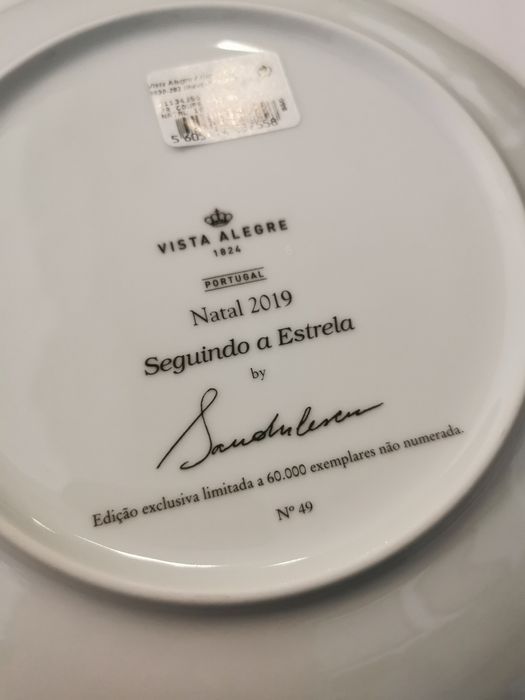 VISTA ALEGRE
1824
PORTUGAL
Natal 2019
Seguindo a Estrela
by
Edição exclusiva limitada a 60.000 exemplares não numerada.
Nº 49